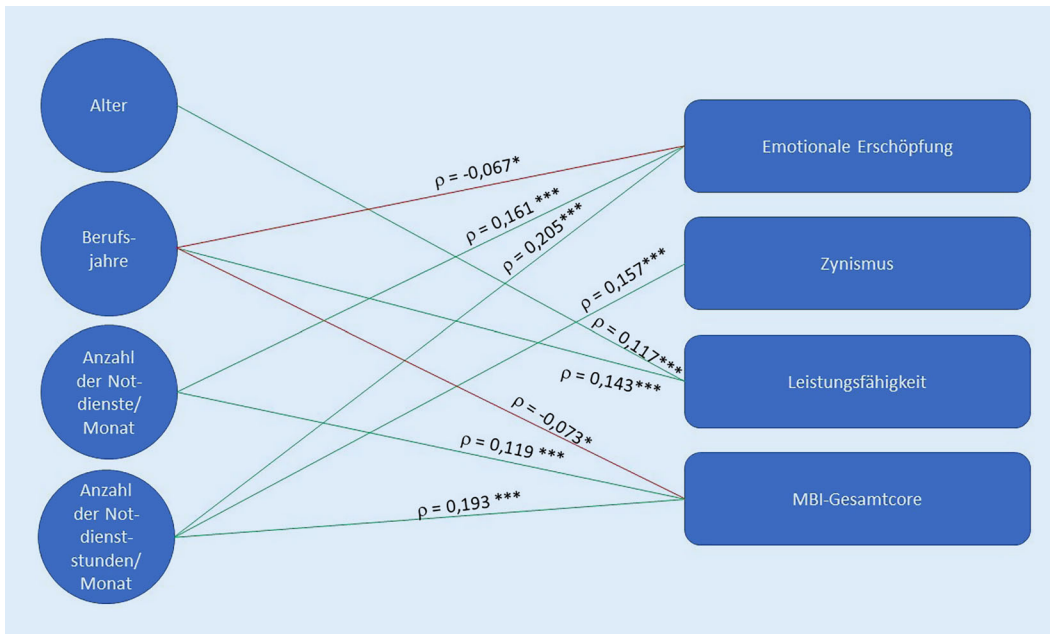 Alter
Berufs-
jahre
Anzahl
der Not-
dienste/
Monat
Anzahl
der Not-
dienst-
stunden/
Monat
ρ = -0,067*
ρ = 0,161 ***
ρ = 0,205***
ρ = 0,157***
ρ = 0,117***
ρ = 0,143***
ρ = -0,073*
ρ = 0,119 ***
ρ = 0,193 ***
Emotionale Erschöpfung
Zynismus
Leistungsfähigkeit
MBI-Gesamtcore